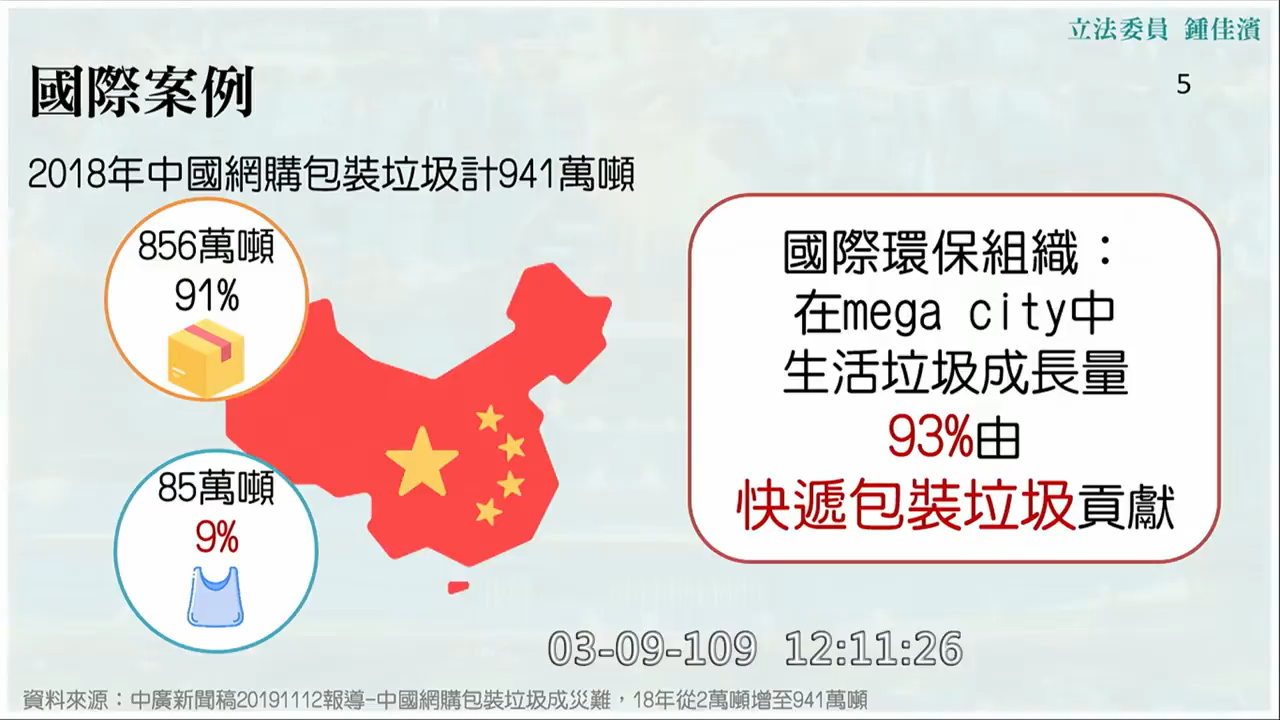 立法委員 鍾佳濱
國際案例
5
2018年中國網購包裝垃圾計941萬噸
856萬噸
91%
85萬噸
9%
國際環保組織：
在mega city中
生活垃圾成長量
93%由
快遞包裝垃圾貢獻
03-09-109 12:11:26
資料來源：中廣新聞稿20191112報導-中國網購包裝垃圾成災難，18年從2萬噸增至941萬噸